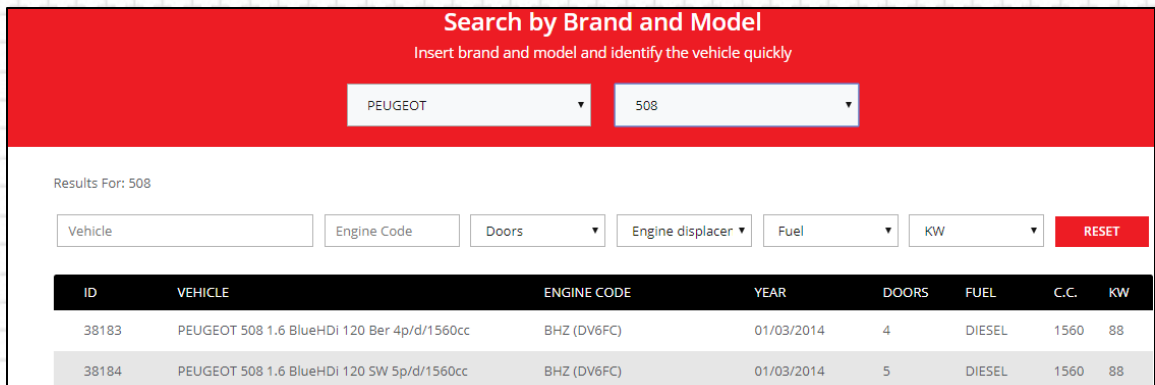 Search by Brand and Model
Insert brand and model and identify the vehicle quickly
PEUGEOT 508
Results For: 508
Vehicle Engine Code Doors Engine displacer Fuel KW RESET
ID VEHICLE ENGINE CODE YEAR DOORS FUEL C.C. KW
38183 PEUGEOT 508 1.6 BlueHDi 120 Ber 4p/d/1560cc BHZ (DV6FC) 01/03/2014 4 DIESEL 1560 88
38184 PEUGEOT 508 1.6 BlueHDi 120 SW 5p/d/1560cc BHZ (DV6FC) 01/03/2014 5 DIESEL 1560 88